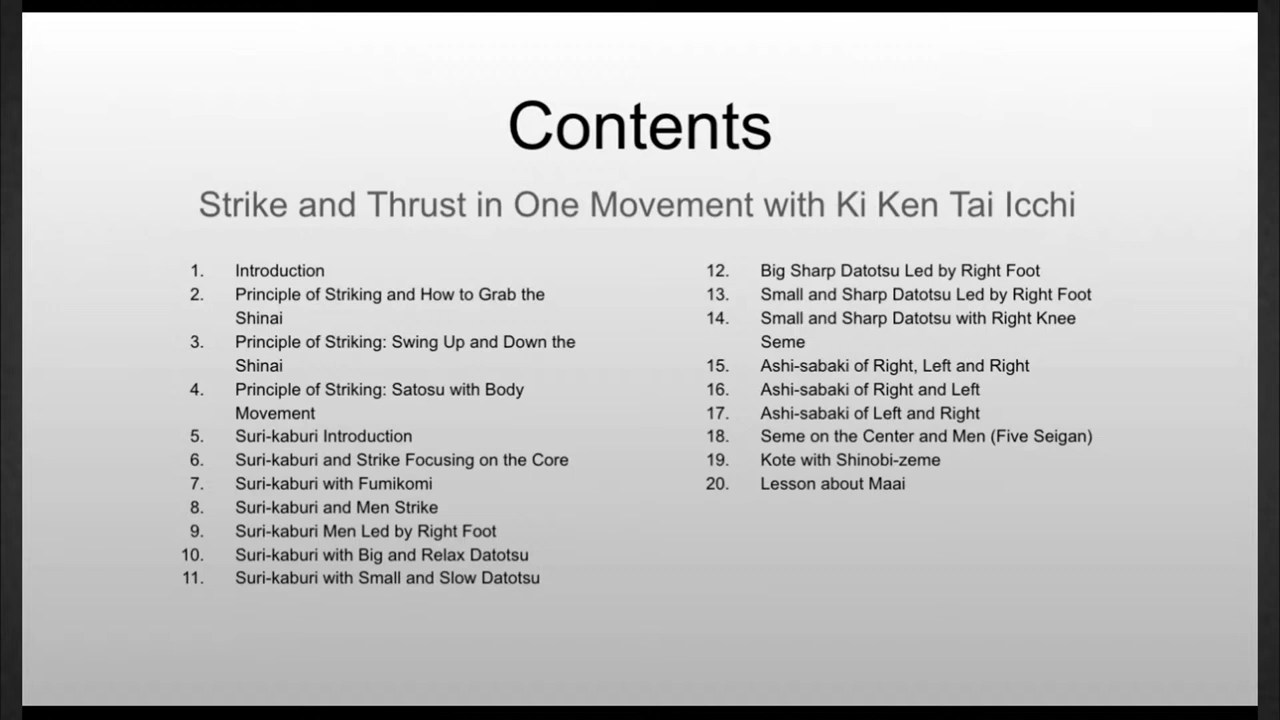 Contents
Strike and Thrust in One Movement with Ki Ken Tai Icchi
1. Introduction
2. Principle of Striking and How to Grab the
Shinai
3. Principle of Striking: Swing Up and Down the
Shinai
4. Principle of Striking: Satosu with Body
Movement
5. Suri-kaburi Introduction
6. Suri-kaburi and Strike Focusing on the Core
7. Suri-kaburi with Fumikomi
8. Suri-kaburi and Men Strike
9. Suri-kaburi Men Led by Right Foot
10. Suri-kaburi with Big and Relax Datotsu
11. Suri-kaburi with Small and Slow Datotsu
12. Big Sharp Datotsu Led by Right Foot
13. Small and Sharp Datotsu Led by Right Foot
14. Small and Sharp Datotsu with Right Knee
Seme
15. Ashi-sabaki of Right, Left and Right
16. Ashi-sabaki of Right and Left
17. Ashi-sabaki of Left and Right
18. Seme on the Center and Men (Five Seigan)
19. Kote with Shinobi-zeme
20. Lesson about Maai